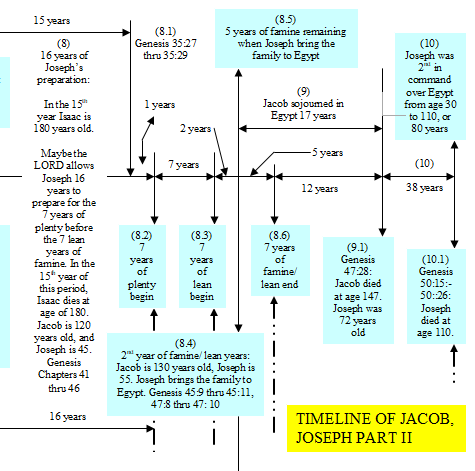 15 years
(8)
16 years of
Joseph's
preparation:
In the 15th
year Isaac is
180 years old.
Maybe the
LORD allows
Joseph 16
years to
prepare for the
7 years of
plenty before
the 7 lean
years of
famine. In the
15th year of
this period,
Isaac dies at
age of 180.
Jacob is 120
years old, and
Joseph is 45.
Genesis
Chapters 41
thru 46
16 years
(8.1)
Genesis 35:27
thru 35:29
1 years
7 years
2 years
(8.5)
5 years of famine remaining
when Joseph bring the
family to Egypt
(9)
Jacob sojourned in
Egypt 17 years
5 years
12 years
(10)
Joseph was
2nd in
command
over Egypt
from age 30
to 110, or
80 years
(10)
38 years
(8.2)
7
years
of
plenty
begin
(8.3)
7
years
of
lean
begin
(8.6)
7 years
of
famine/
lean end
(9.1)
Genesis
47:28:
Jacob died
at age 147.
Joseph was
72 years
old
(10.1)
Genesis
50:15:-
50::26:
Joseph
died at
age 110.
(8.4)
2nd year of famine/ lean years:
Jacob is 130 years old, Joseph is
55. Joseph brings the family to
Egypt. Genesis 45:9 thru 45:11,
47:8 thru 47: 10
TIMELINE OF JACOB,
JOSEPH PART II